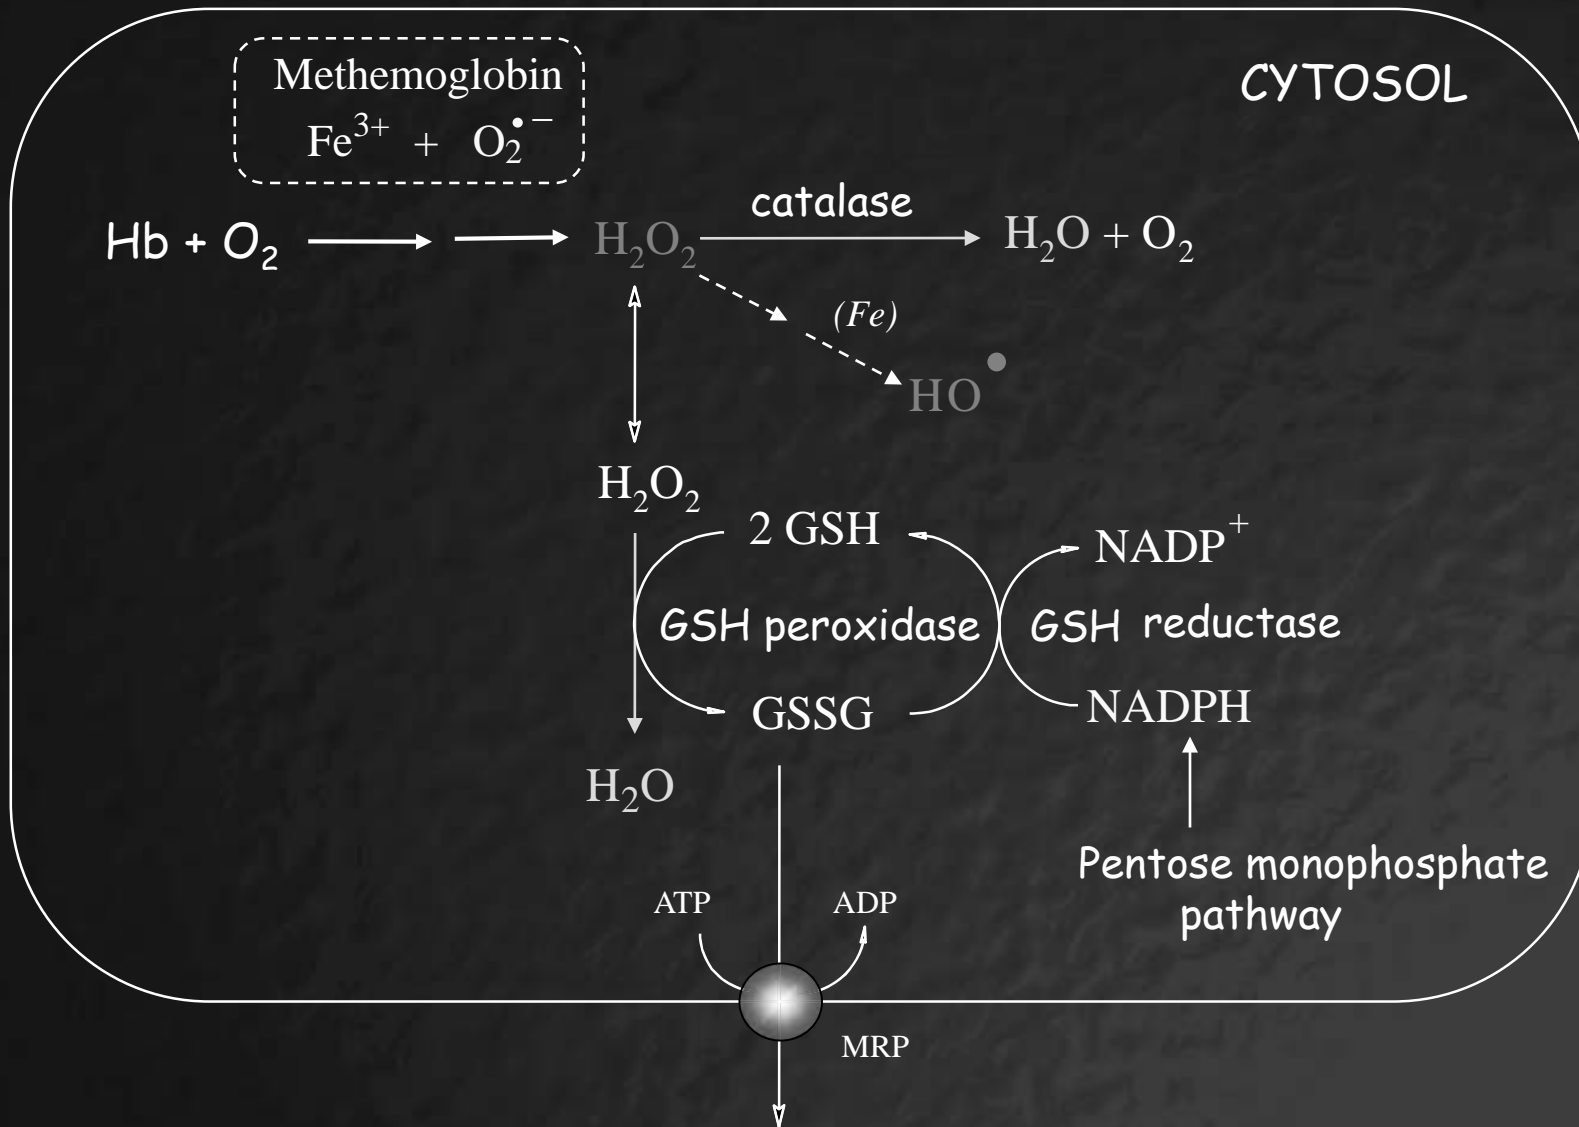 Methemoglobin
Fe³⁺ + O₂•⁻
CYTOSOL
catalase
Hb + O₂
H₂O₂
H₂O + O₂
(Fe)
HO•
H₂O₂
2 GSH
NADP⁺
GSH peroxidase
GSH reductase
GSSG
NADPH
H₂O
Pentose monophosphate
pathway
ATP
ADP
MRP